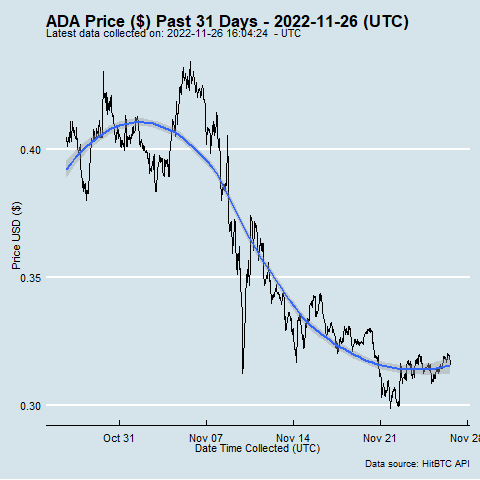 ADA Price ($) Past 31 Days - 2022-11-26 (UTC)
Latest data collected on: 2022-11-26 16:04:24 - UTC
Price USD ($)
0.40
0.35
0.30
Oct 31
Nov 07
Nov 14
Nov 21
Nov 28
Date Time Collected (UTC)
Data source: HitBTC API